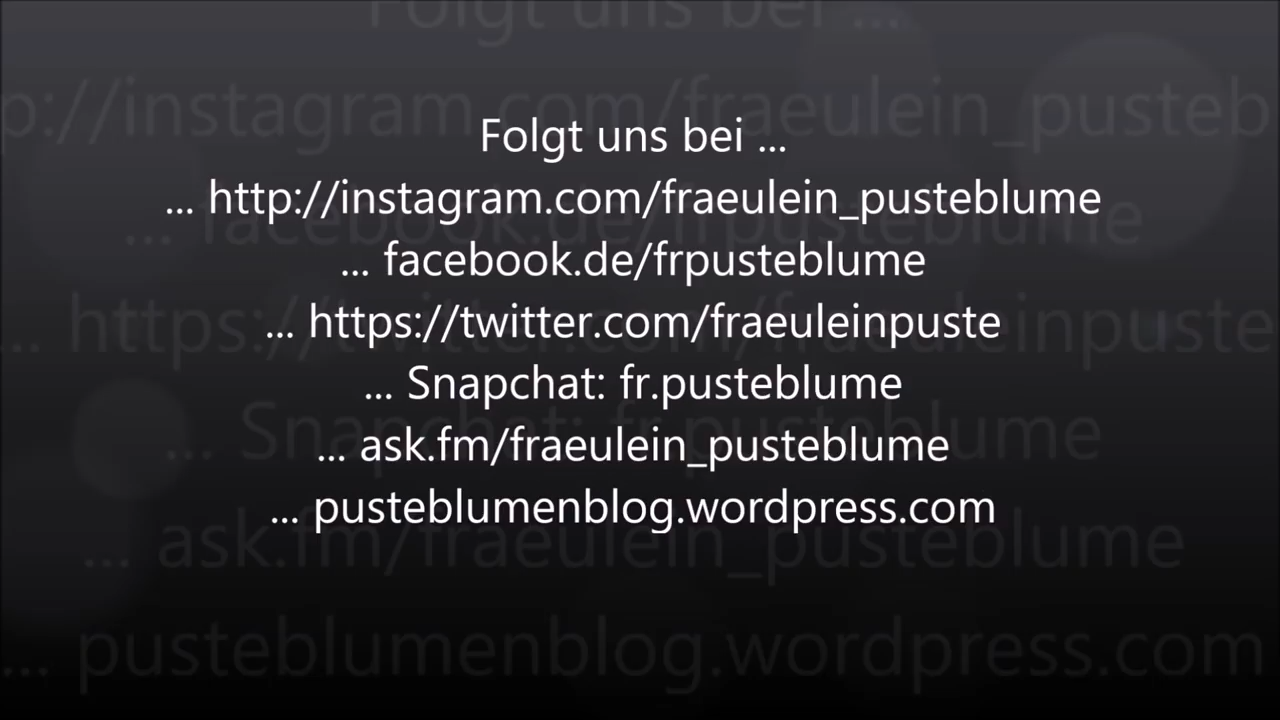 Folgt uns bei ...
... http://instagram.com/fraeulein_pusteblume
... facebook.de/frpusteblume
... https://twitter.com/fraeuleinpuste
... Snapchat: fr.pusteblume
... ask.fm/fraeulein_pusteblume
... pusteblumenblog.wordpress.com